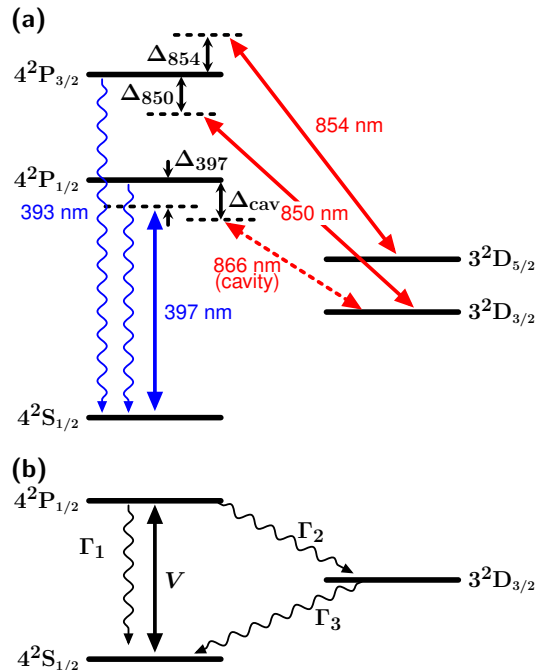 (a)
Δ854
4²P3/2
Δ850
854 nm
Δ397
4²P1/2
Δcav
393 nm
850 nm
3²D5/2
866 nm
(cavity)
397 nm
3²D3/2
4²S1/2
(b)
4²P1/2
Γ2
Γ1
V
3²D3/2
Γ3
4²S1/2